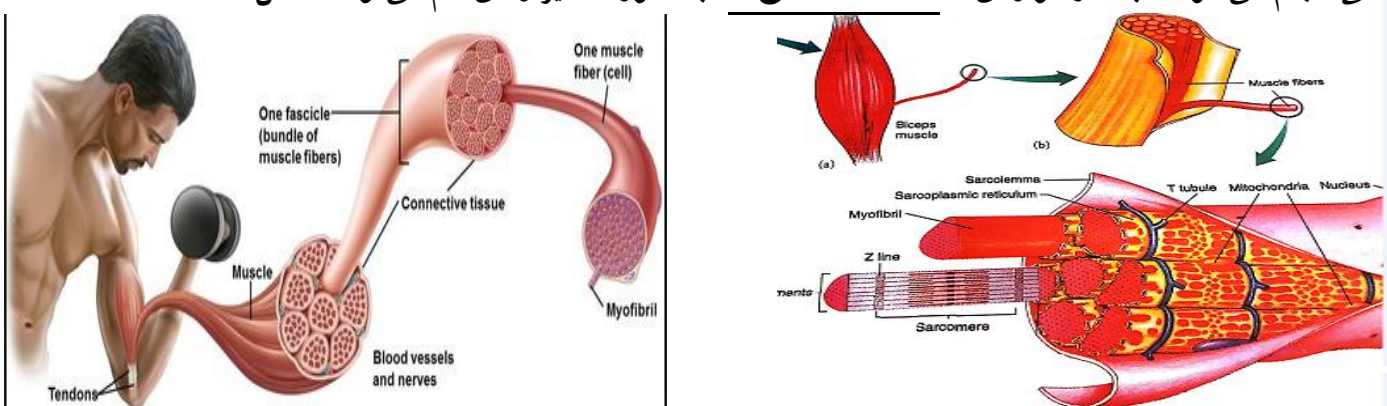 One muscle
fiber (cell)
One fascicle
(bundle of
muscle fibers)
Connective tissue
Muscle
Myofibril
Blood vessels
and nerves
Tendons
Muscle fibers
Biceps
muscle
(a)
(b)
Sarcolemma
Sarcoplasmic reticulum
T tubule Mitochondria Nucleus
Myofibril
Z line
ments
Sarcomere